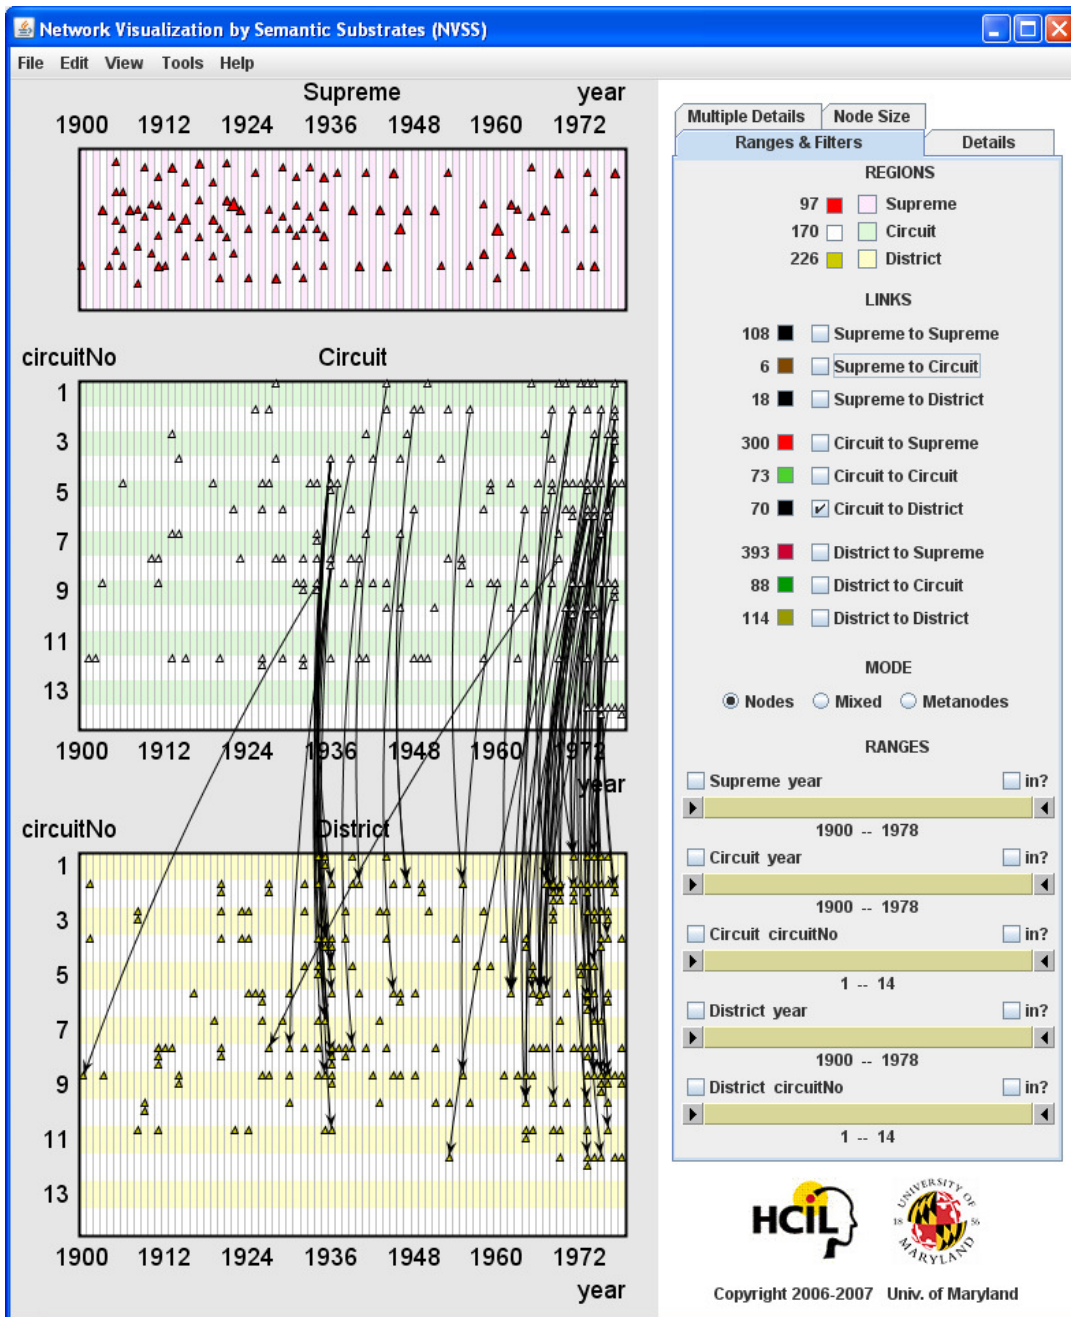 Network Visualization by Semantic Substrates (NVSS)
File Edit View Tools Help
Supreme year
1900 1912 1924 1936 1948 1960 1972
circuitNo Circuit
1
3
5
7
9
11
13
1900 1912 1924 1936 1948 1960 1972
year
circuitNo District
1
3
5
7
9
11
13
1900 1912 1924 1936 1948 1960 1972
year
Multiple Details Node Size
Ranges & Filters Details
REGIONS
97 Supreme
170 Circuit
226 District
LINKS
108 Supreme to Supreme
6 Supreme to Circuit
18 Supreme to District
300 Circuit to Supreme
73 Circuit to Circuit
70 Circuit to District
393 District to Supreme
88 District to Circuit
114 District to District
MODE
Nodes Mixed Metanodes
RANGES
Supreme year in?
1900 -- 1978
Circuit year in?
1900 -- 1978
Circuit circuitNo in?
1 -- 14
District year in?
1900 -- 1978
District circuitNo in?
1 -- 14
HCIL
UNIVERSITY OF
18 56
MARYLAND
Copyright 2006-2007 Univ. of Maryland